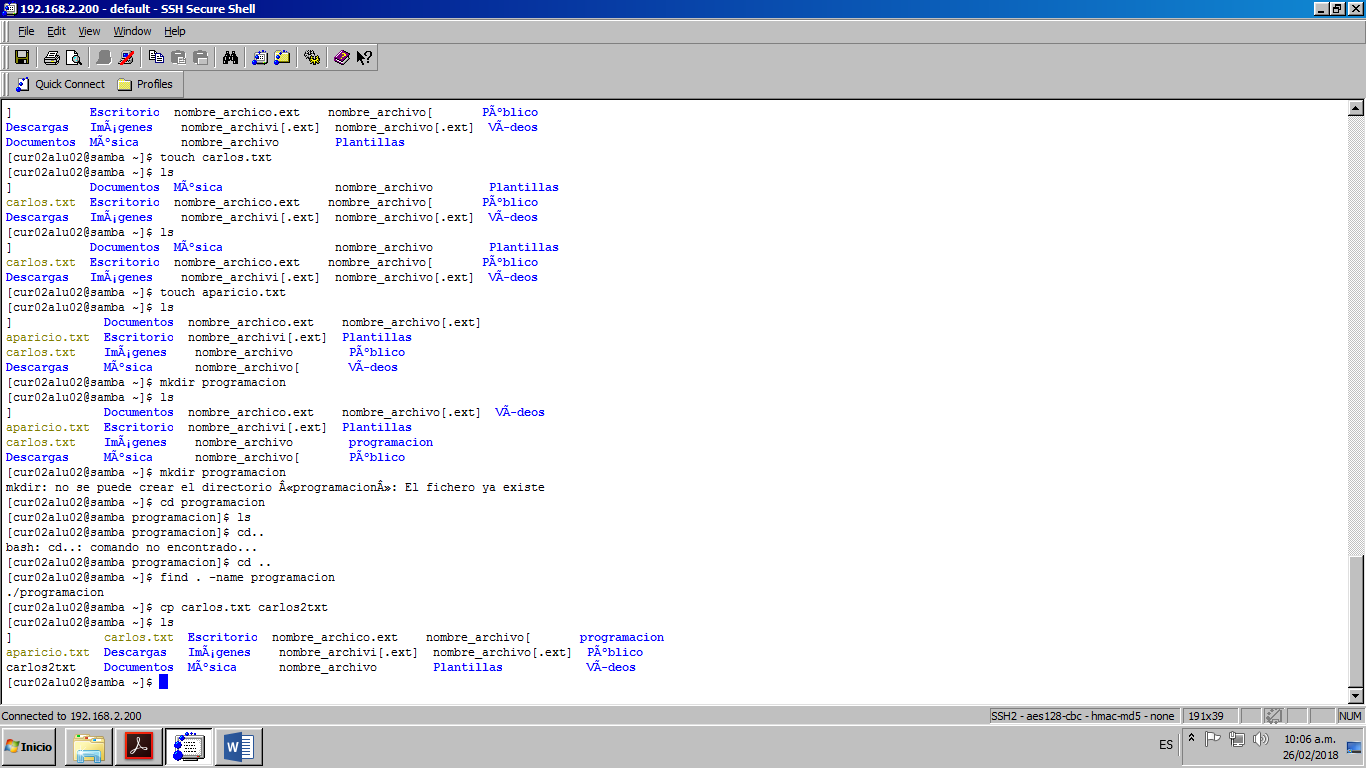 192.168.2.200 - default - SSH Secure Shell
File Edit View Window Help
Quick Connect Profiles
] Escritorio nombre_archico.ext nombre_archivo[ PÃºblico
Descargas ImÃ¡genes nombre_archivi[.ext] nombre_archivo[.ext] VÃ-deos
Documentos MÃºsica nombre_archivo Plantillas
[cur02alu02@samba ~]$ touch carlos.txt
[cur02alu02@samba ~]$ ls
] Documentos MÃºsica nombre_archivo Plantillas
carlos.txt Escritorio nombre_archico.ext nombre_archivo[ PÃºblico
Descargas ImÃ¡genes nombre_archivi[.ext] nombre_archivo[.ext] VÃ-deos
[cur02alu02@samba ~]$ ls
] Documentos MÃºsica nombre_archivo Plantillas
carlos.txt Escritorio nombre_archico.ext nombre_archivo[ PÃºblico
Descargas ImÃ¡genes nombre_archivi[.ext] nombre_archivo[.ext] VÃ-deos
[cur02alu02@samba ~]$ touch aparicio.txt
[cur02alu02@samba ~]$ ls
] Documentos nombre_archico.ext nombre_archivo[.ext]
aparicio.txt Escritorio nombre_archivi[.ext] Plantillas
carlos.txt ImÃ¡genes nombre_archivo PÃºblico
Descargas MÃºsica nombre_archivo[ VÃ-deos
[cur02alu02@samba ~]$ mkdir programacion
[cur02alu02@samba ~]$ ls
] Documentos nombre_archico.ext nombre_archivo[.ext] VÃ-deos
aparicio.txt Escritorio nombre_archivi[.ext] Plantillas
carlos.txt ImÃ¡genes nombre_archivo programacion
Descargas MÃºsica nombre_archivo[ PÃºblico
[cur02alu02@samba ~]$ mkdir programacion
mkdir: no se puede crear el directorio Â«programacionÂ»: El fichero ya existe
[cur02alu02@samba ~]$ cd programacion
[cur02alu02@samba programacion]$ ls
[cur02alu02@samba programacion]$ cd..
bash: cd..: comando no encontrado...
[cur02alu02@samba programacion]$ cd ..
[cur02alu02@samba ~]$ find . -name programacion
./programacion
[cur02alu02@samba ~]$ cp carlos.txt carlos2txt
[cur02alu02@samba ~]$ ls
] carlos.txt Escritorio nombre_archico.ext nombre_archivo[ programacion
aparicio.txt Descargas ImÃ¡genes nombre_archivi[.ext] nombre_archivo[.ext] PÃºblico
carlos2txt Documentos MÃºsica nombre_archivo Plantillas VÃ-deos
[cur02alu02@samba ~]$
Connected to 192.168.2.200 SSH2 - aes128-cbc - hmac-md5 - none 191x39 NUM
Inicio ES 10:06 a.m.
26/02/2018